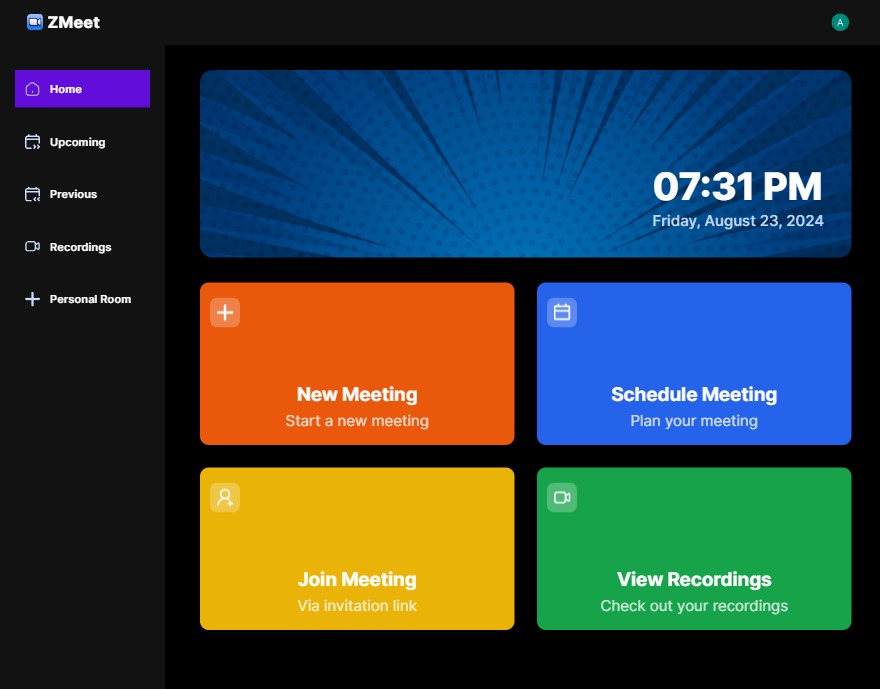 ZMeet
A
Home
Upcoming
Previous
Recordings
Personal Room
07:31 PM
Friday, August 23, 2024
New Meeting
Start a new meeting
Schedule Meeting
Plan your meeting
Join Meeting
Via invitation link
View Recordings
Check out your recordings